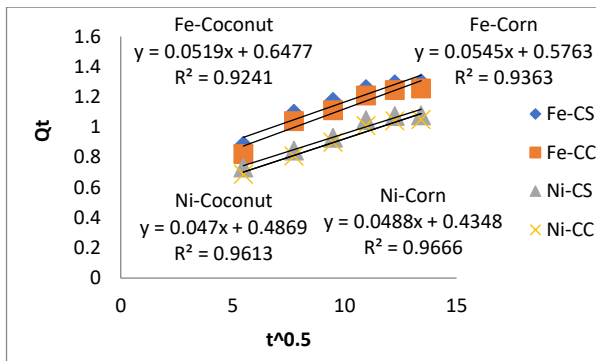 Fe-Coconut
y = 0.0519x + 0.6477
R² = 0.9241
Fe-Corn
y = 0.0545x + 0.5763
R² = 0.9363
1.6
1.4
1.2
1
0.8
0.6
0.4
0.2
0
Qt
Ni-Coconut
y = 0.047x + 0.4869
R² = 0.9613
Ni-Corn
y = 0.0488x + 0.4348
R² = 0.9666
0
5
10
15
t^0.5
Fe-CS
Fe-CC
Ni-CS
Ni-CC